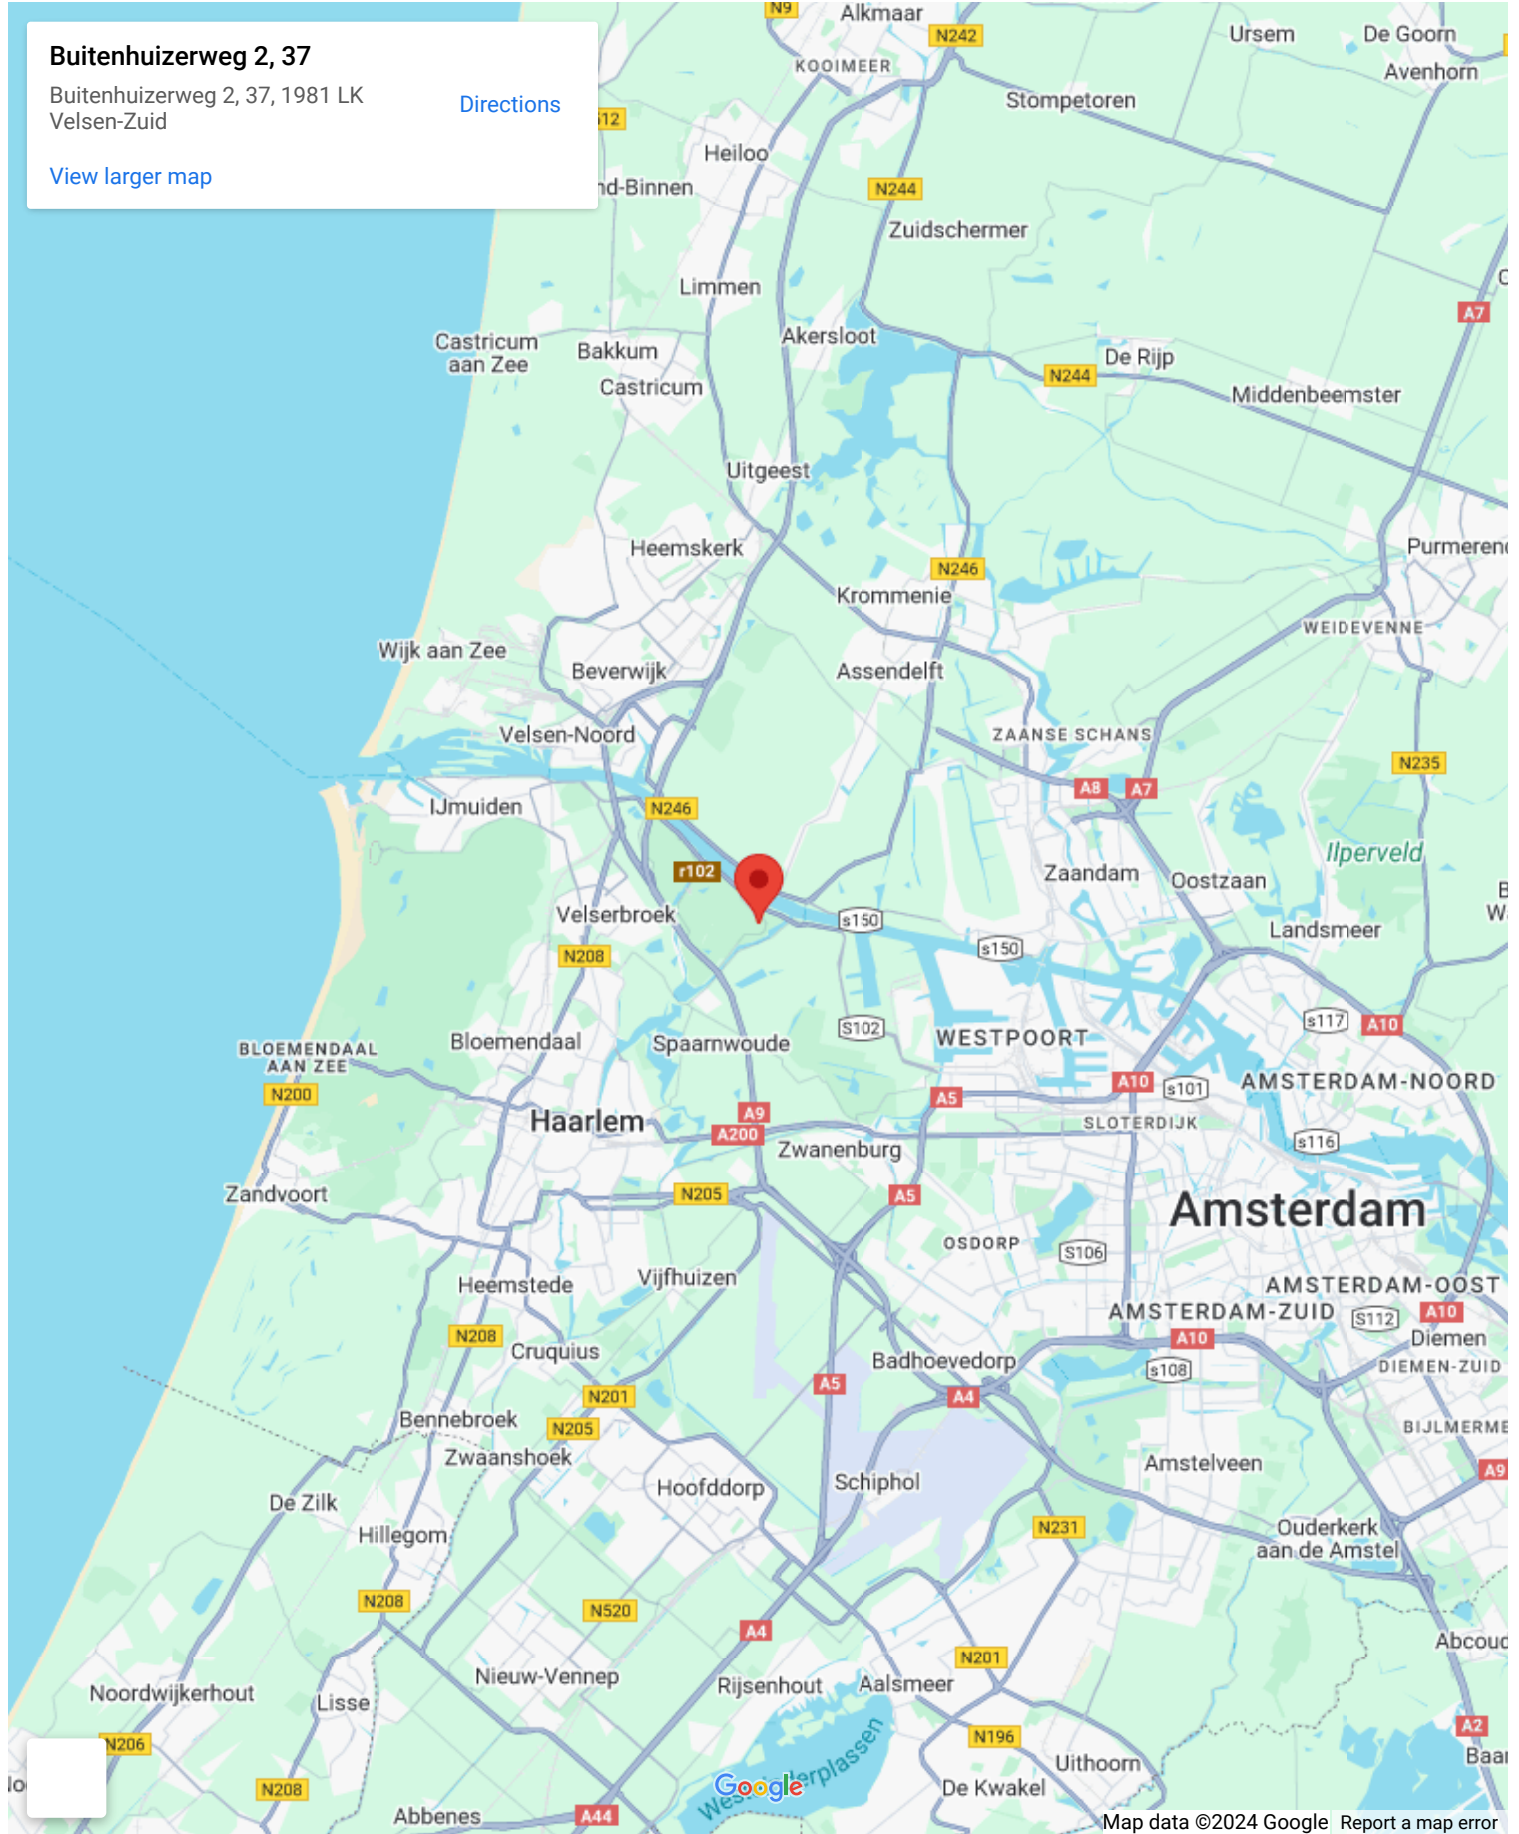 Buitenhuizerweg 2, 37
Buitenhuizerweg 2, 37, 1981 LK
Velsen-Zuid
Directions
View larger map
N9
Alkmaar
N242
Ursem
De Goorn
KOOIMEER
Avenhorn
Stompetoren
512
Heiloo
nd-Binnen
N244
Zuidschermer
Limmen
A7
Akersloot
Castricum
aan Zee
Bakkum
De Rijp
N244
Castricum
Middenbeemster
Uitgeest
Heemskerk
Purmeren
N246
Krommenie
WEIDEVENNE
Wijk aan Zee
Beverwijk
Assendelft
Velsen-Noord
ZAANSE SCHANS
N235
A8
A7
IJmuiden
N246
Ilperveld
r102
Zaandam
Oostzaan
Velserbroek
s150
Landsmeer
s150
N208
s117
A10
S102
WESTPOORT
Bloemendaal
Spaarnwoude
BLOEMENDAAL
AAN ZEE
N200
A10
s101
AMSTERDAM-NOORD
A5
A9
Haarlem
A200
SLOTERDIJK
s116
Zwanenburg
Zandvoort
N205
A5
Amsterdam
OSDORP
S106
Heemstede
Vijfhuizen
AMSTERDAM-OOST
AMSTERDAM-ZUID
S112
A10
N208
A10
Diemen
Cruquius
Badhoevedorp
s108
DIEMEN-ZUID
A5
A4
N201
Bennebroek
N205
BIJLMERME
Zwaanshoek
Amstelveen
A9
Hoofddorp
Schiphol
De Zilk
Hillegom
N231
Ouderkerk
aan de Amstel
N208
N520
A4
Abcoud
N201
Nieuw-Vennep
Rijsenhout
Aalsmeer
Noordwijkerhout
Lisse
A2
N206
N196
Baar
Uithoorn
N208
Google
De Kwakel
Abbenes
A44
Map data ©2024 Google
Report a map error